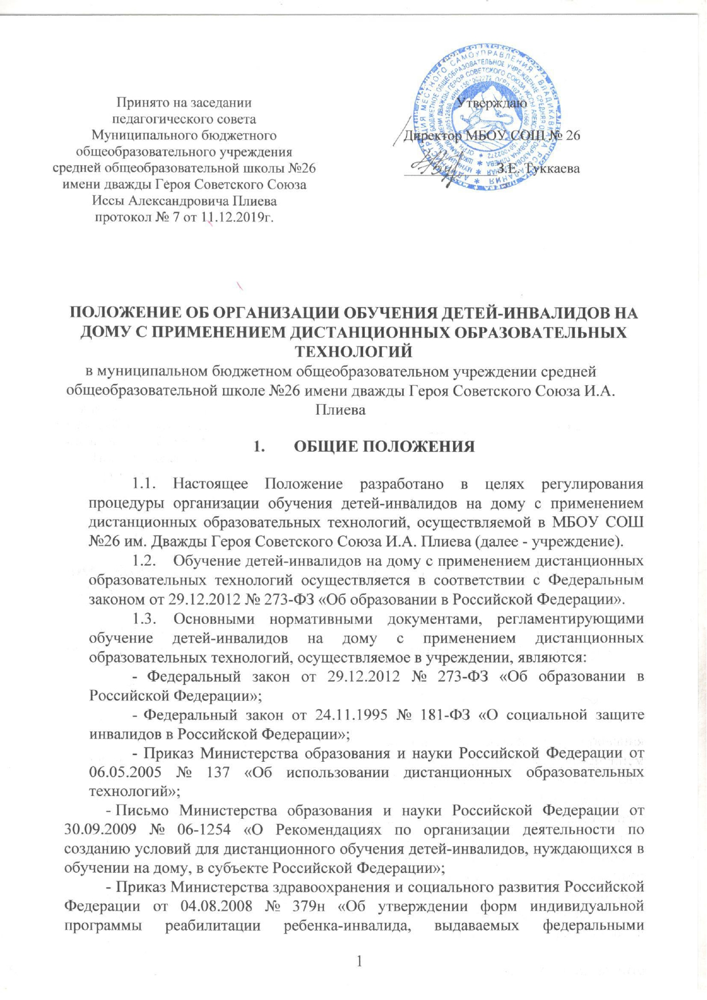 Принято на заседании
педагогического совета
Муниципального бюджетного
общеобразовательного учреждения
средней общеобразовательной школы №26
имени дважды Героя Советского Союза
Иссы Александровича Плиева
протокол № 7 от 11.12.2019г.
Утверждаю
Директор МБОУ СОШ № 26
З.Е. Туккаева
ПОЛОЖЕНИЕ ОБ ОРГАНИЗАЦИИ ОБУЧЕНИЯ ДЕТЕЙ-ИНВАЛИДОВ НА
ДОМУ С ПРИМЕНЕНИЕМ ДИСТАНЦИОННЫХ ОБРАЗОВАТЕЛЬНЫХ
ТЕХНОЛОГИЙ
в муниципальном бюджетном общеобразовательном учреждении средней
общеобразовательной школе №26 имени дважды Героя Советского Союза И.А.
Плиева
1. ОБЩИЕ ПОЛОЖЕНИЯ
1.1. Настоящее Положение разработано в целях регулирования
процедуры организации обучения детей-инвалидов на дому с применением
дистанционных образовательных технологий, осуществляемой в МБОУ СОШ
№26 им. Дважды Героя Советского Союза И.А. Плиева (далее - учреждение).
1.2. Обучение детей-инвалидов на дому с применением дистанционных
образовательных технологий осуществляется в соответствии с Федеральным
законом от 29.12.2012 № 273-ФЗ «Об образовании в Российской Федерации».
1.3. Основными нормативными документами, регламентирующими
обучение детей-инвалидов на дому с применением дистанционных
образовательных технологий, осуществляемое в учреждении, являются:
- Федеральный закон от 29.12.2012 № 273-ФЗ «Об образовании в
Российской Федерации»;
- Федеральный закон от 24.11.1995 № 181-ФЗ «О социальной защите
инвалидов в Российской Федерации»;
- Приказ Министерства образования и науки Российской Федерации от
06.05.2005 № 137 «Об использовании дистанционных образовательных
технологий»;
- Письмо Министерства образования и науки Российской Федерации от
30.09.2009 № 06-1254 «О Рекомендациях по организации деятельности по
созданию условий для дистанционного обучения детей-инвалидов, нуждающихся в
обучении на дому, в субъекте Российской Федерации»;
- Приказ Министерства здравоохранения и социального развития Российской
Федерации от 04.08.2008 № 379н «Об утверждении форм индивидуальной
программы реабилитации ребенка-инвалида, выдаваемых федеральными
1